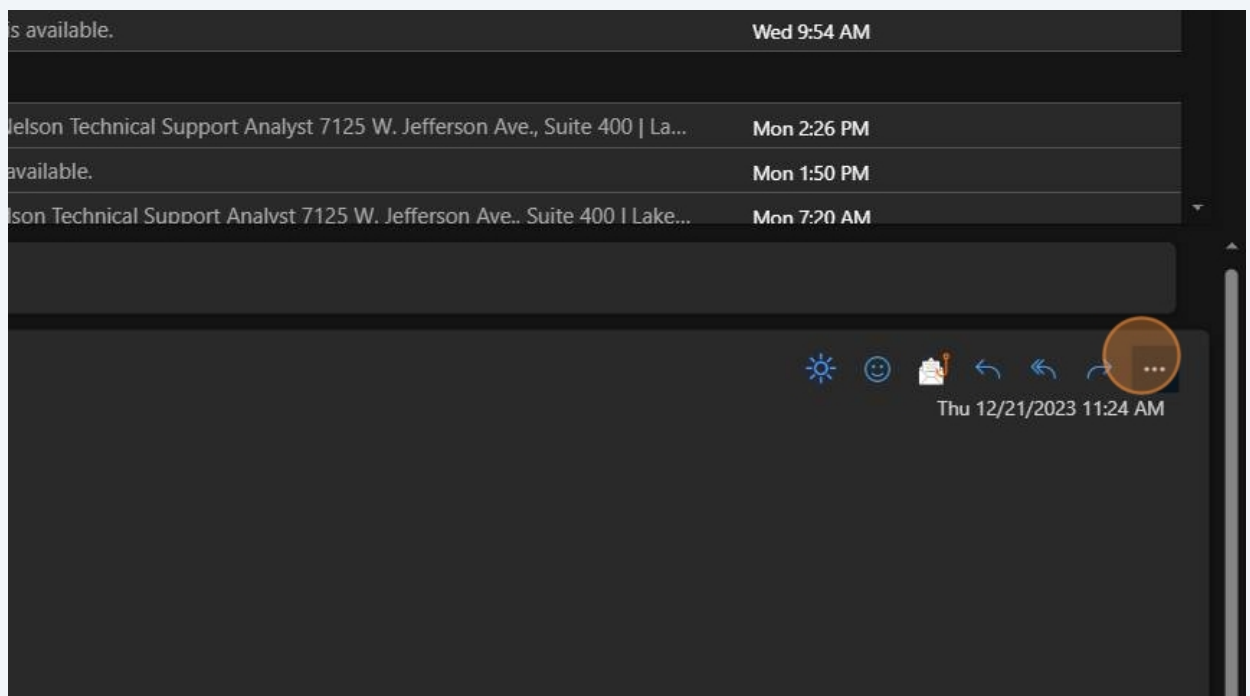 is available. Wed 9:54 AM
Nelson Technical Support Analyst 7125 W. Jefferson Ave., Suite 400 | La... Mon 2:26 PM
available. Mon 1:50 PM
lson Technical Support Analyst 7125 W. Jefferson Ave., Suite 400 | Lake... Mon 7:20 AM
Thu 12/21/2023 11:24 AM